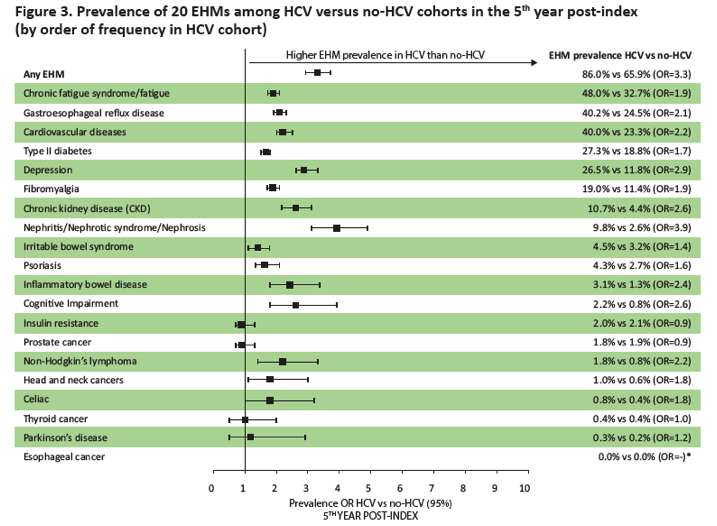 Figure 3. Prevalence of 20 EHMs among HCV versus no-HCV cohorts in the 5th year post-index
(by order of frequency in HCV cohort)
Higher EHM prevalence in HCV than no-HCV
EHM prevalence HCV vs no-HCV
Any EHM 86.0% vs 65.9% (OR=3.3)
Chronic fatigue syndrome/fatigue 48.0% vs 32.7% (OR=1.9)
Gastroesophageal reflux disease 40.2% vs 24.5% (OR=2.1)
Cardiovascular diseases 40.0% vs 23.3% (OR=2.2)
Type II diabetes 27.3% vs 18.8% (OR=1.7)
Depression 26.5% vs 11.8% (OR=2.9)
Fibromyalgia 19.0% vs 11.4% (OR=1.9)
Chronic kidney disease (CKD) 10.7% vs 4.4% (OR=2.6)
Nephritis/Nephrotic syndrome/Nephrosis 9.8% vs 2.6% (OR=3.9)
Irritable bowel syndrome 4.5% vs 3.2% (OR=1.4)
Psoriasis 4.3% vs 2.7% (OR=1.6)
Inflammatory bowel disease 3.1% vs 1.3% (OR=2.4)
Cognitive Impairment 2.2% vs 0.8% (OR=2.6)
Insulin resistance 2.0% vs 2.1% (OR=0.9)
Prostate cancer 1.8% vs 1.9% (OR=0.9)
Non-Hodgkin's lymphoma 1.8% vs 0.8% (OR=2.2)
Head and neck cancers 1.0% vs 0.6% (OR=1.8)
Celiac 0.8% vs 0.4% (OR=1.8)
Thyroid cancer 0.4% vs 0.4% (OR=1.0)
Parkinson's disease 0.3% vs 0.2% (OR=1.2)
Esophageal cancer 0.0% vs 0.0% (OR=-)*
0 1 2 3 4 5 6 7 8 9 10
Prevalence OR HCV vs no-HCV (95%)
5TH YEAR POST-INDEX